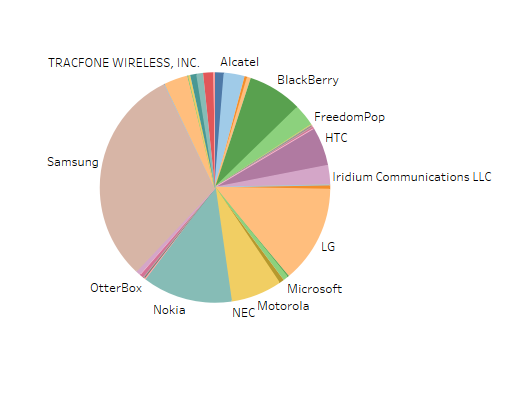 TRACFONE WIRELESS, INC.
Alcatel
BlackBerry
FreedomPop
HTC
Samsung
Iridium Communications LLC
LG
OtterBox
Microsoft
Nokia
NEC
Motorola